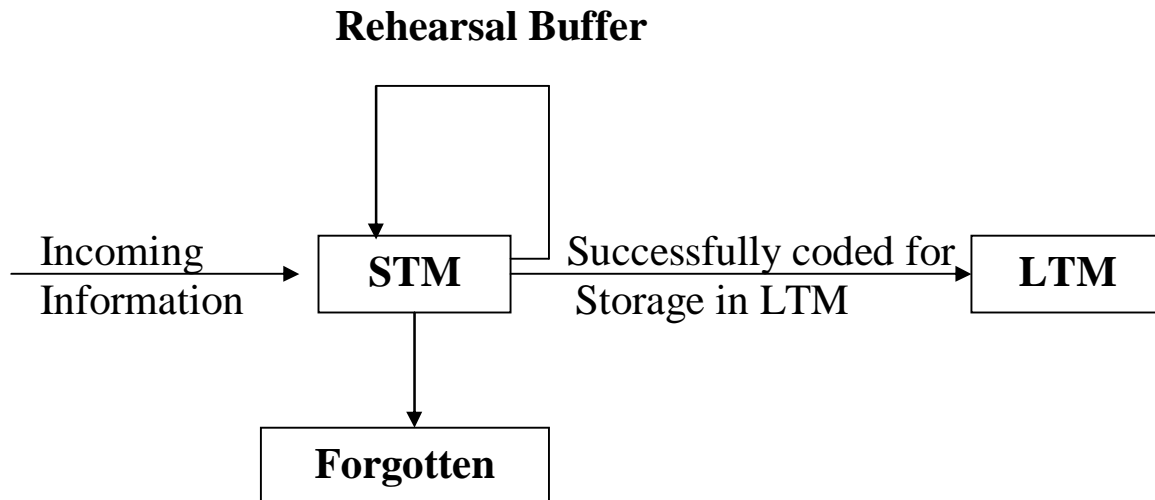 Rehearsal Buffer
Incoming
Information
STM
Successfully coded for
Storage in LTM
LTM
Forgotten